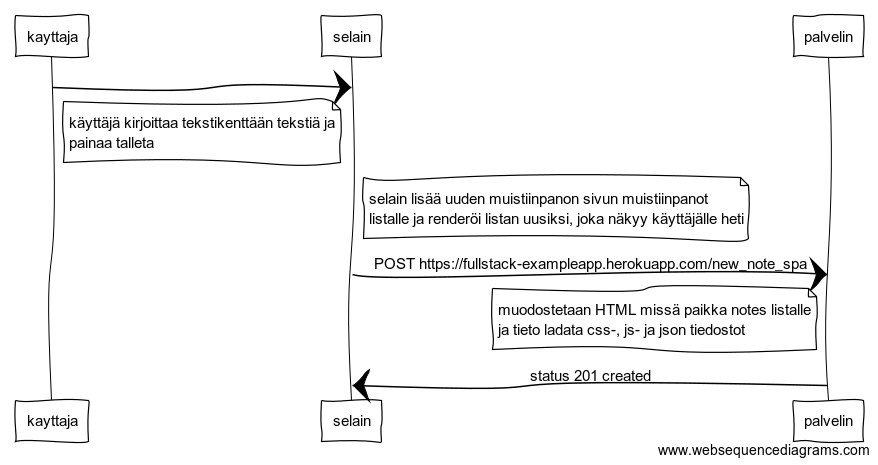 kayttaja
selain
palvelin
käyttäjä kirjoittaa tekstikenttään tekstiä ja
painaa talleta
selain lisää uuden muistiinpanon sivun muistiinpanot
listalle ja renderöi listan uusiksi, joka näkyy käyttäjälle heti
POST https://fullstack-exampleapp.herokuapp.com/new_note_spa
muodostetaan HTML missä paikka notes listalle
ja tieto ladata css-, js- ja json tiedostot
status 201 created
kayttaja
selain
palvelin
www.websequencediagrams.com